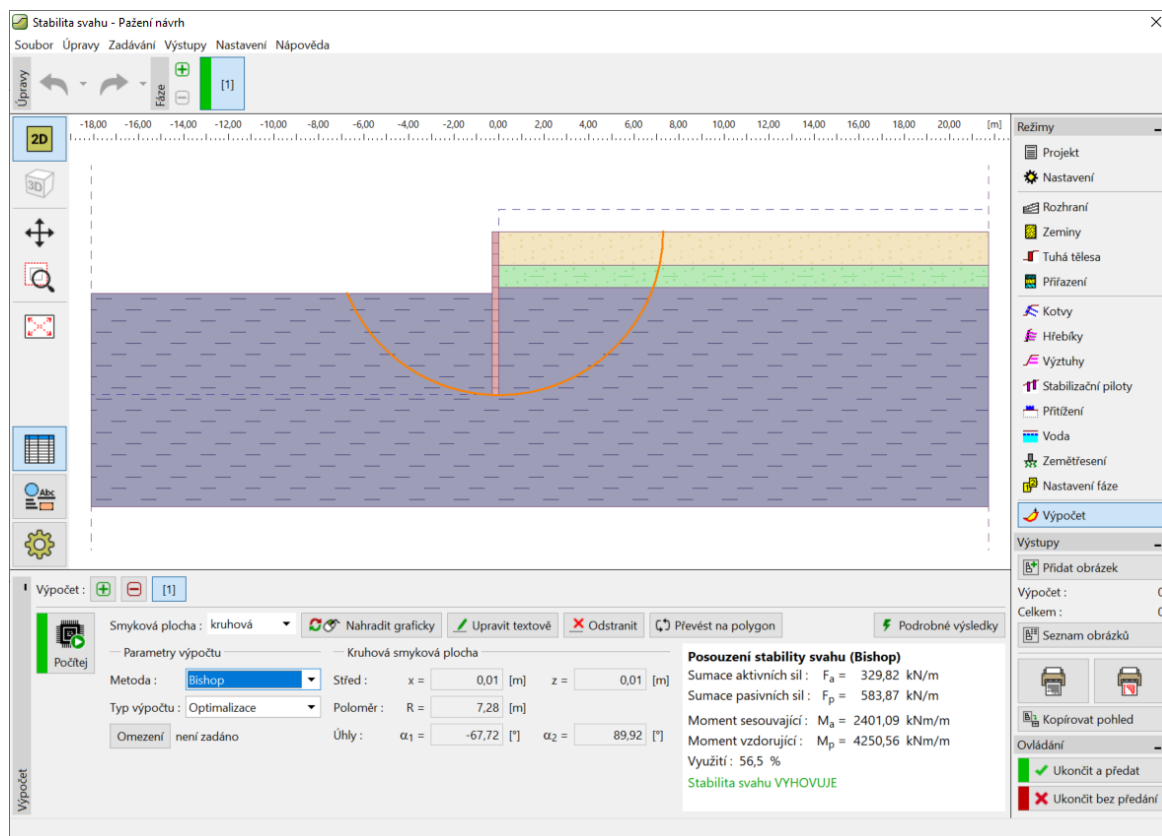 Stabilita svahu - Pažení návrh
Soubor Úpravy Zadávání Výstupy Nastavení Nápověda
Úpravy
Fáze
[1]
2D
-18,00 -16,00 -14,00 -12,00 -10,00 -8,00 -6,00 -4,00 -2,00 0,00 2,00 4,00 6,00 8,00 10,00 12,00 14,00 16,00 18,00 20,00 [m]
3D
Abc
Režimy
Projekt
Nastavení
Rozhraní
Zeminy
Tuhá tělesa
Přiřazení
Kotvy
Hřebíky
Výztuhy
Stabilizační piloty
Přitížení
Voda
Zemětřesení
Nastavení fáze
Výpočet
Výstupy
Přidat obrázek
Výpočet : 0
Celkem : 0
Seznam obrázků
Kopírovat pohled
Ovládání
Ukončit a předat
Ukončit bez předání
Výpočet
Výpočet : [1]
Počítej
Smyková plocha : kruhová Nahradit graficky Upravit textově Odstranit Převést na polygon Podrobné výsledky
Parametry výpočtu
Metoda : Bishop
Typ výpočtu : Optimalizace
Omezení není zadáno
Kruhová smyková plocha
Střed : x = 0,01 [m] z = 0,01 [m]
Poloměr : R = 7,28 [m]
Úhly : α1 = -67,72 [°] α2 = 89,92 [°]
Posouzení stability svahu (Bishop)
Sumace aktivních sil : Fa = 329,82 kN/m
Sumace pasivních sil : Fp = 583,87 kN/m
Moment sesouvající : Ma = 2401,09 kNm/m
Moment vzdorující : Mp = 4250,56 kNm/m
Využití : 56,5 %
Stabilita svahu VYHOVUJE